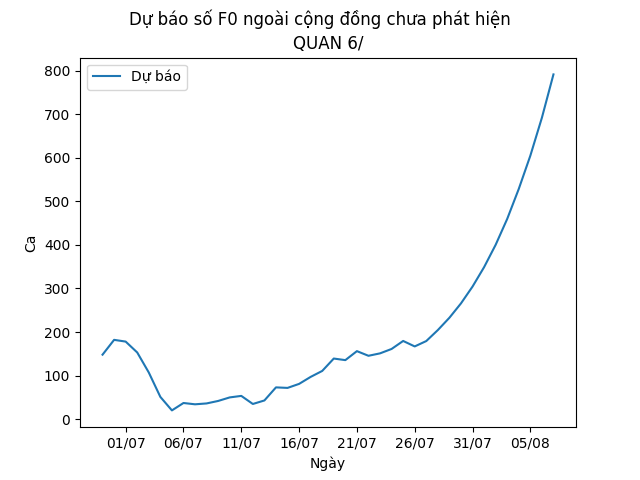 Dự báo số F0 ngoài cộng đồng chưa phát hiện
QUAN 6/
Dự báo
800
700
600
500
400
300
200
100
0
Ca
01/07 06/07 11/07 16/07 21/07 26/07 31/07 05/08
Ngày